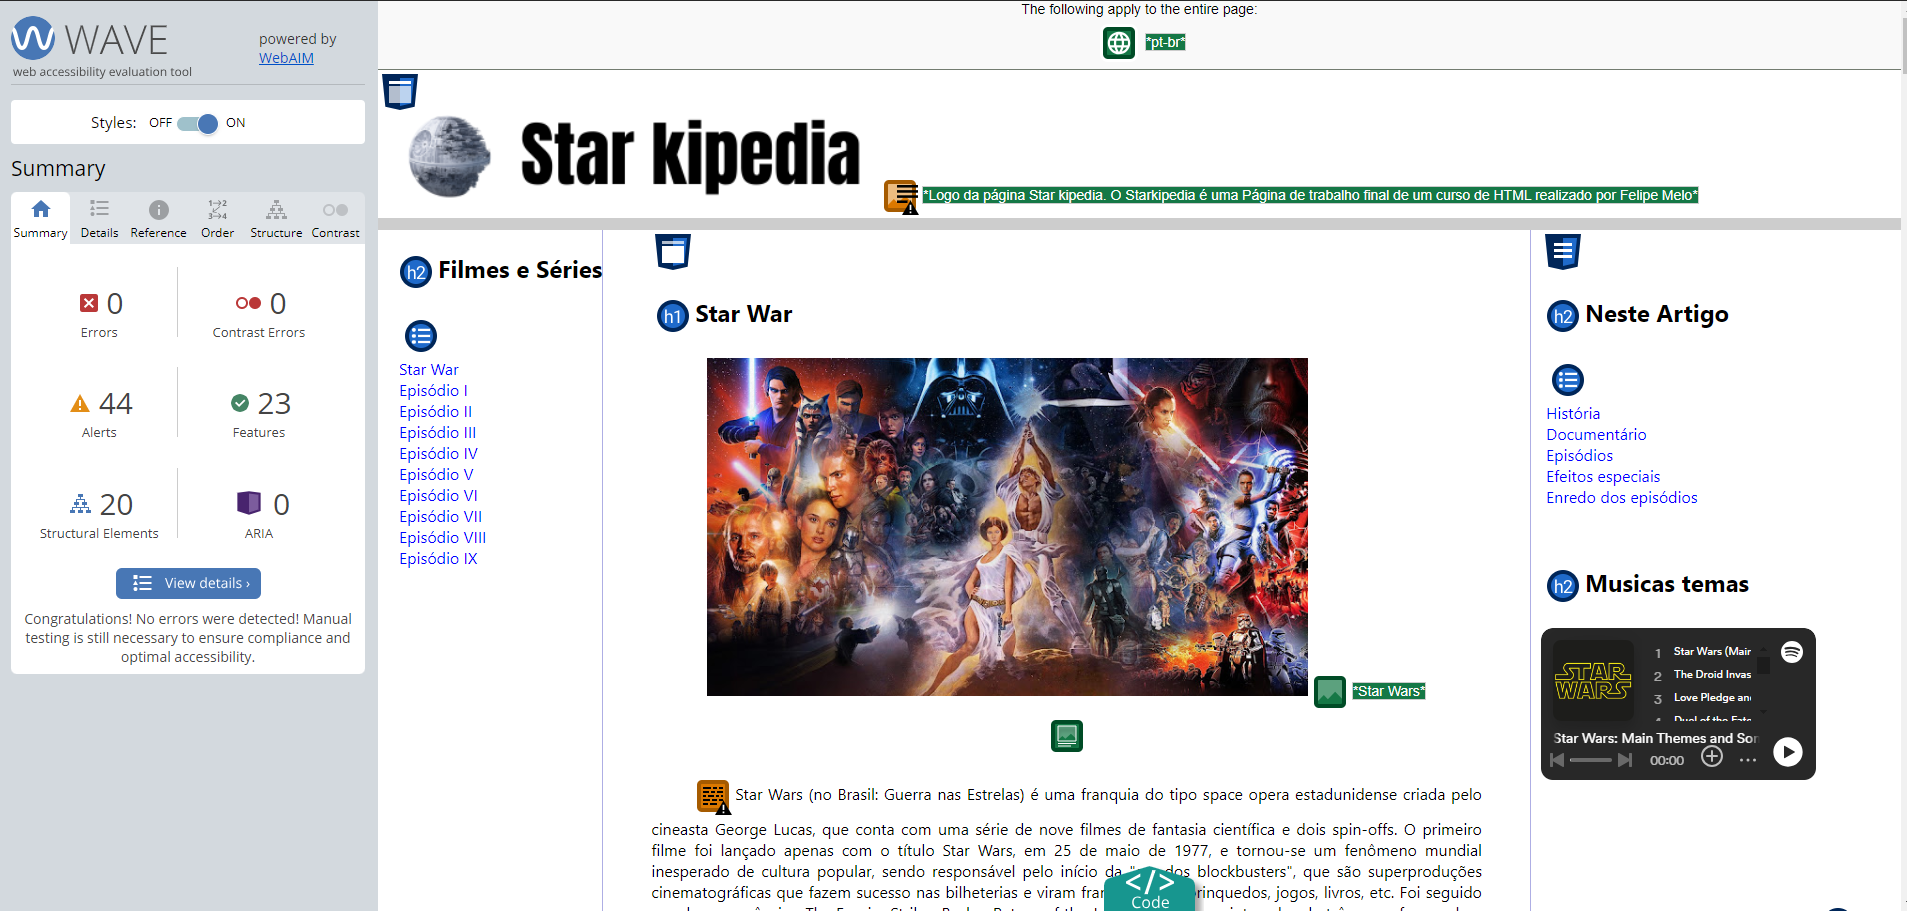 WAVE
web accessibility evaluation tool
powered by
WebAIM
Styles: OFF ON
Summary
Summary Details Reference Order Structure Contrast
0
Errors
0
Contrast Errors
44
Alerts
23
Features
20
Structural Elements
0
ARIA
View details ›
Congratulations! No errors were detected! Manual
testing is still necessary to ensure compliance and
optimal accessibility.
The following apply to the entire page:
*pt-br*
Star kipedia
*Logo da página Star kipedia. O Starkipedia é uma Página de trabalho final de um curso de HTML realizado por Felipe Melo*
h2 Filmes e Séries
Star War
Episódio I
Episódio II
Episódio III
Episódio IV
Episódio V
Episódio VI
Episódio VII
Episódio VIII
Episódio IX
h1 Star War
*Star Wars*
Star Wars (no Brasil: Guerra nas Estrelas) é uma franquia do tipo space opera estadunidense criada pelo
cineasta George Lucas, que conta com uma série de nove filmes de fantasia científica e dois spin-offs. O primeiro
filme foi lançado apenas com o título Star Wars, em 25 de maio de 1977, e tornou-se um fenômeno mundial
inesperado de cultura popular, sendo responsável pelo início da " dos blockbusters", que são superproduções
cinematográficas que fazem sucesso nas bilheterias e viram fran rinquedos, jogos, livros, etc. Foi seguido
</> Code
h2 Neste Artigo
História
Documentário
Episódios
Efeitos especiais
Enredo dos episódios
h2 Musicas temas
STAR WARS
1 Star Wars (Mair
2 The Droid Invas
3 Love Pledge an
Duel of the Fate
Star Wars: Main Themes and Sor
00:00